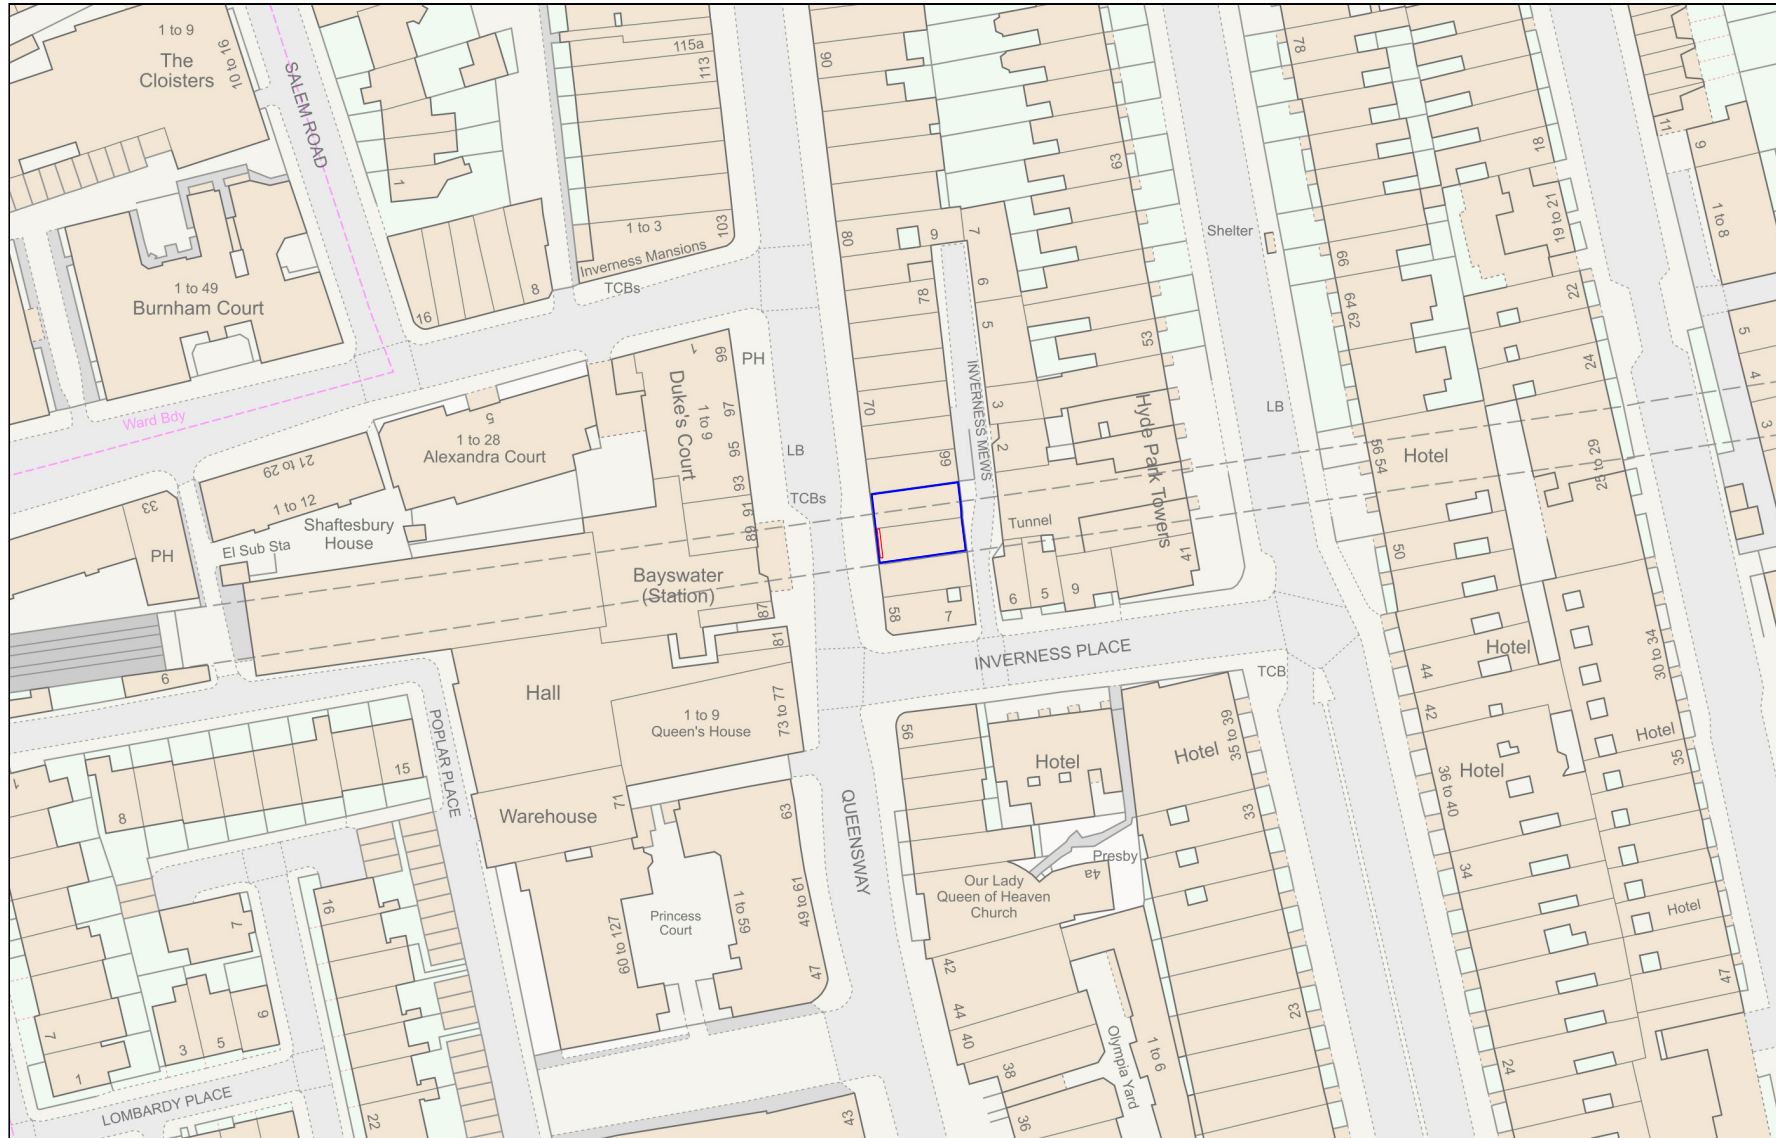 1 to 9
The
Cloisters
10 to 16
SALEM ROAD
1
115a
113
1 to 3
103
Inverness Mansions
TCBs
16
8
1 to 49
Burnham Court
Ward Bdy
90
80
9
7
78
6
5
3
2
70
66
INVERNESS MEWS
63
53
Hyde Park Towers
Shelter
LB
78
66
64 62
56 54
50
18
19 to 21
22
24
25 to 29
Hotel
11
9
1 to 8
5
4
3
1
99
PH
Duke's Court
1 to 9
97
95
93
91
89
88
LB
TCBs
5
1 to 28
Alexandra Court
21 to 29
1 to 12
Shaftesbury
House
El Sub Sta
33
PH
Bayswater
(Station)
87
181
Tunnel
6
5
9
41
58
7
INVERNESS PLACE
TCB
6
Hall
1 to 9
Queen's House
73 to 77
POPLAR PLACE
15
8
1
Warehouse
71
63
QUEENSWAY
56
Hotel
Hotel
35 to 39
33
Presby
4a
Our Lady
Queen of Heaven
Church
Hotel
44
42
Hotel
36 to 40
34
30 to 34
Hotel
35
Hotel
47
24
16
7
9
3
5
7
1
LOMBARDY PLACE
22
60 to 127
Princess
Court
1 to 59
49 to 61
47
43
42
44
40
38
36
Olympia Yard
1 to 6
23